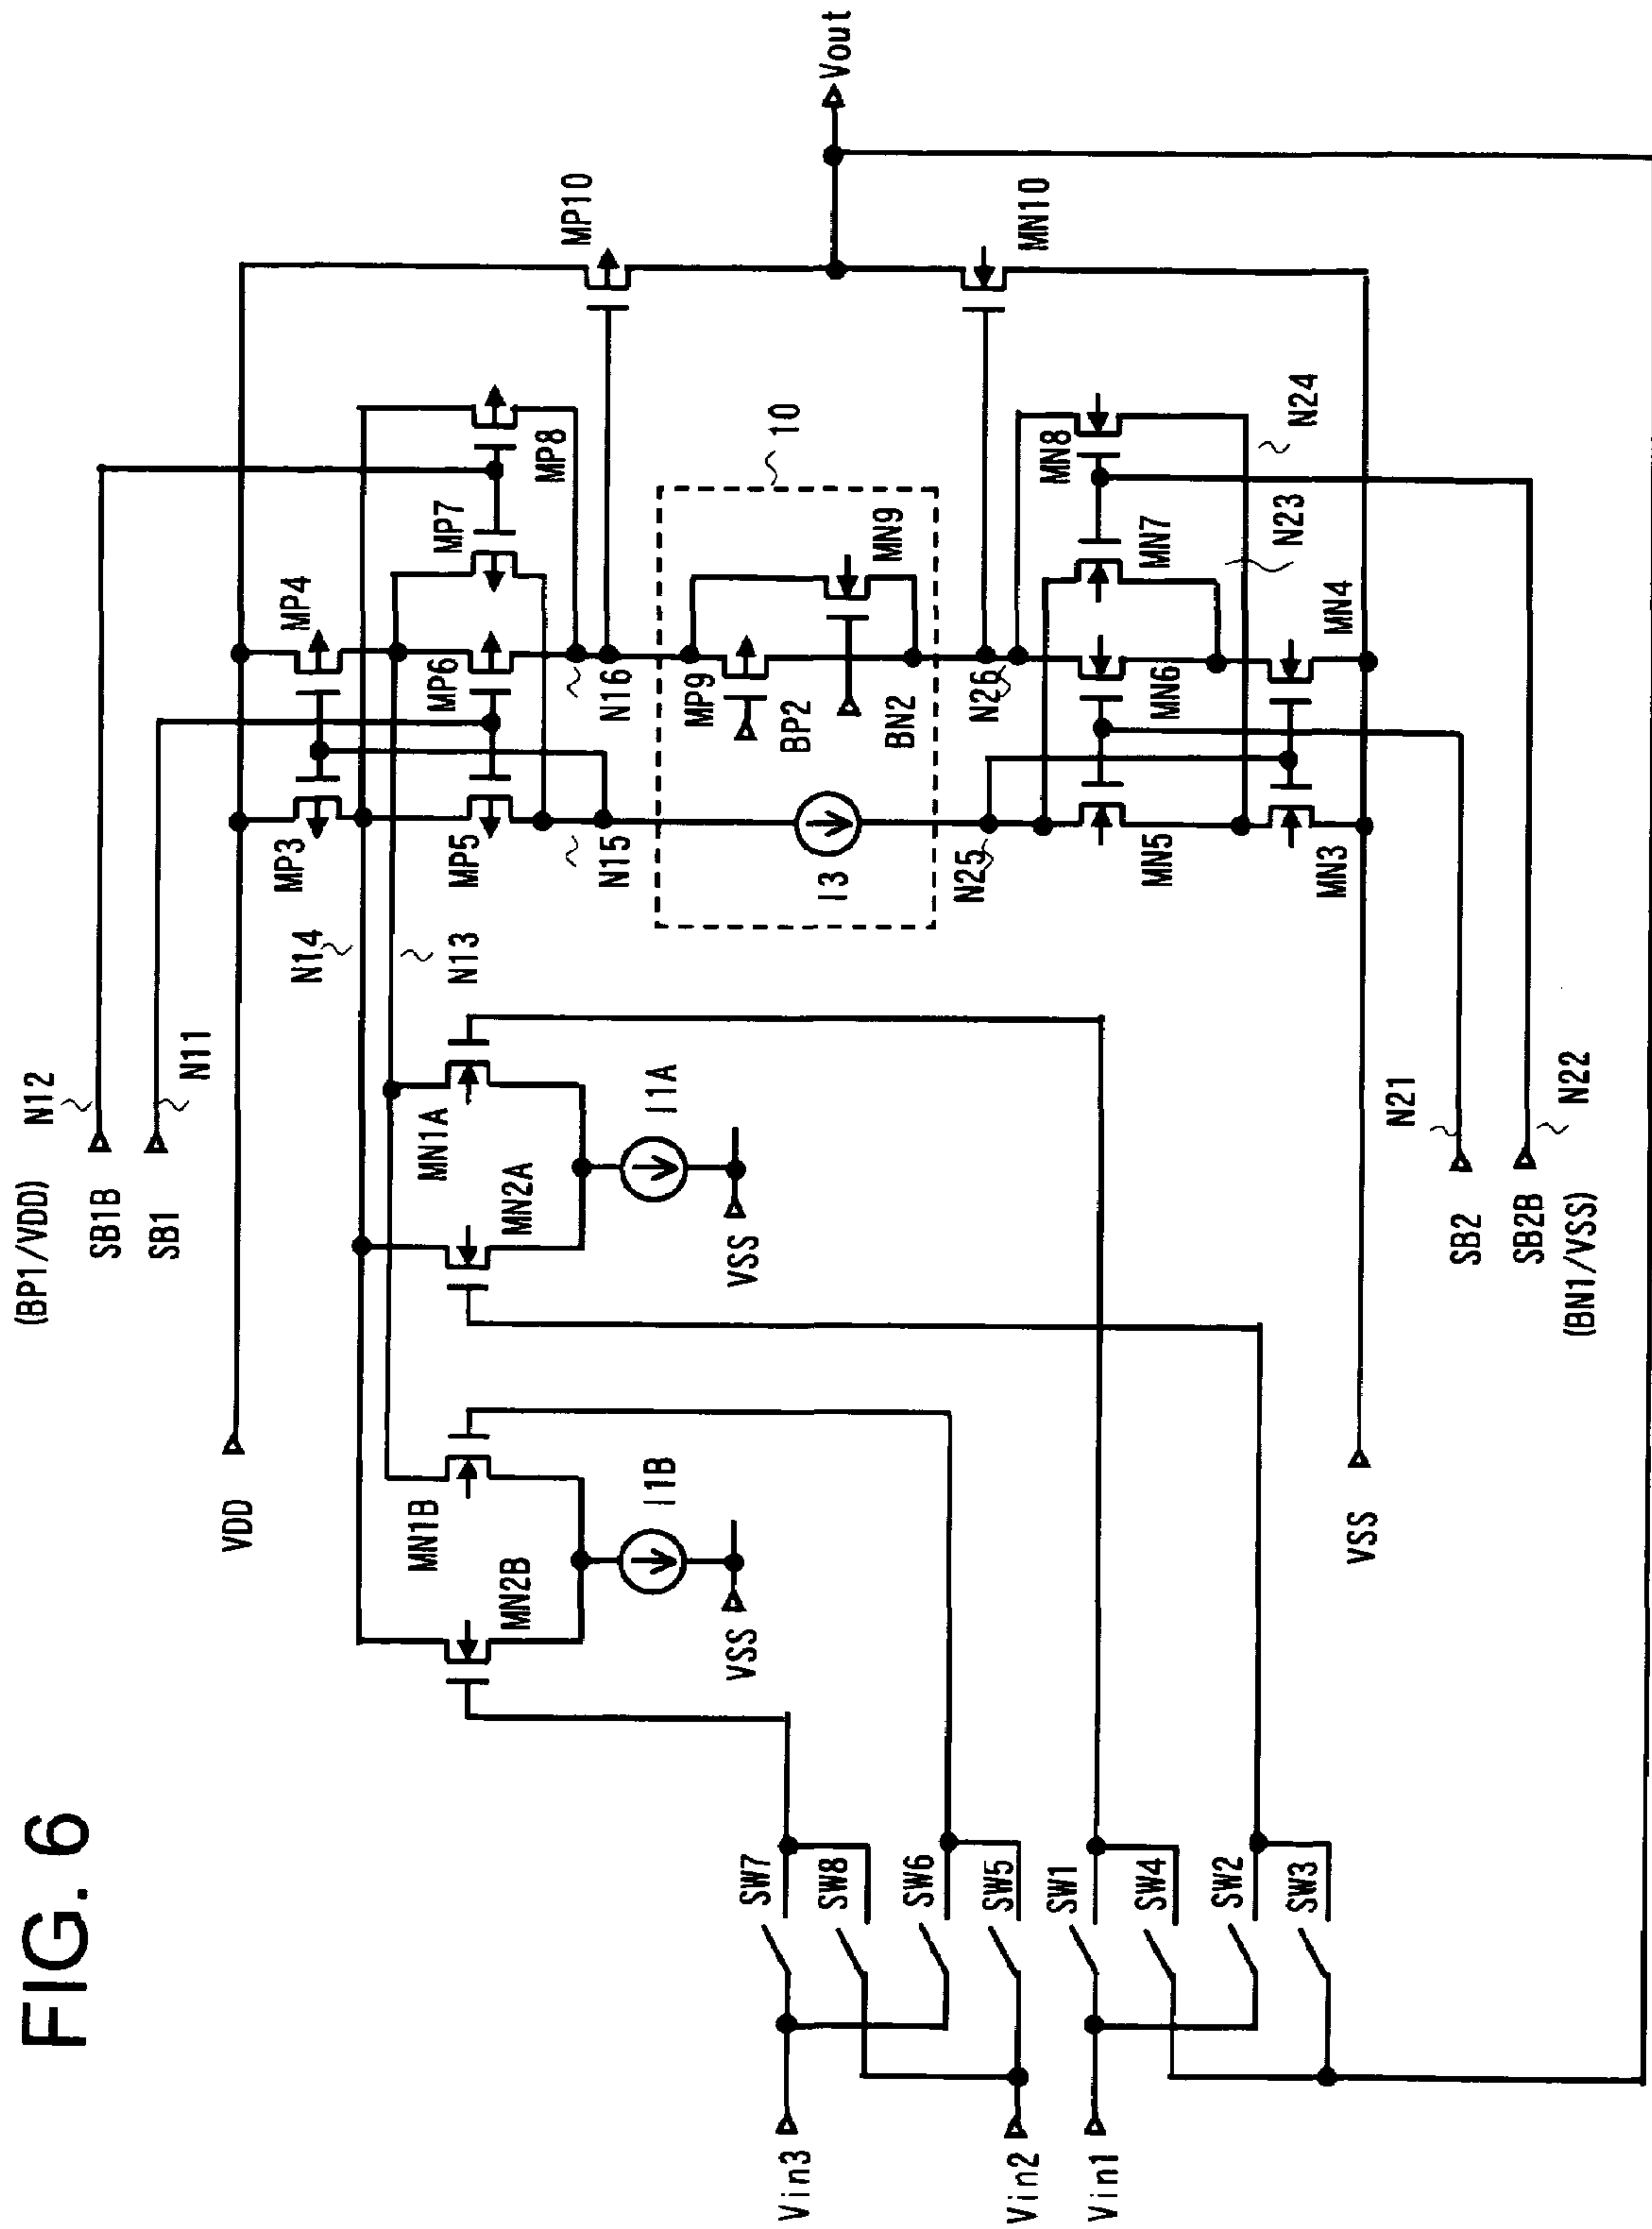 FIG. 6
(BP1/VDD)
N12
SB1B
SB1
N11
VDD
N14
N13
MP3
MP4
MP5
MP6
MP7
MP8
MP10
N15
N16
MN1B
MN2B
I1B
VSS
MN1A
MN2A
I1A
VSS
I3
MP9
BP2
BN2
MN9
10
Vout
N25
N26
MN10
MN5
MN6
MN7
MN8
MN3
MN4
N23
N24
Vin3
Vin2
Vin1
SW7
SW8
SW6
SW5
SW1
SW4
SW2
SW3
VSS
N21
SB2
SB2B
N22
(BN1/VSS)